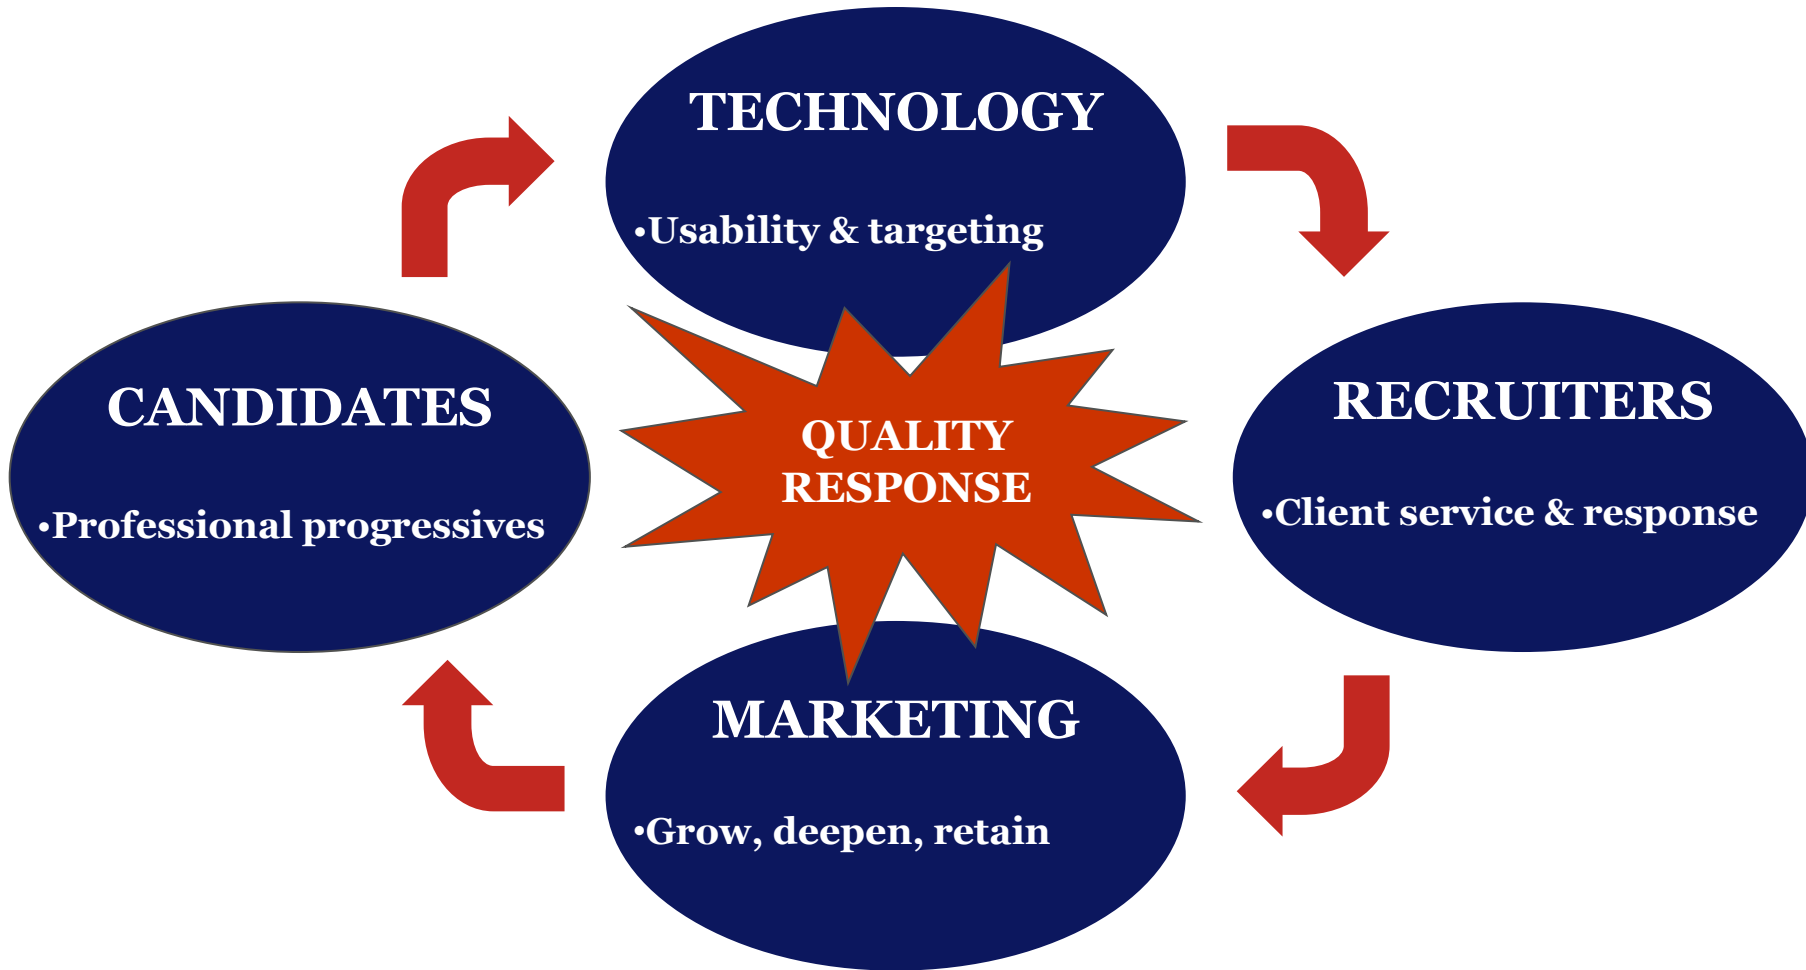 TECHNOLOGY
•Usability & targeting
CANDIDATES
•Professional progressives
QUALITY
RESPONSE
RECRUITERS
•Client service & response
MARKETING
•Grow, deepen, retain